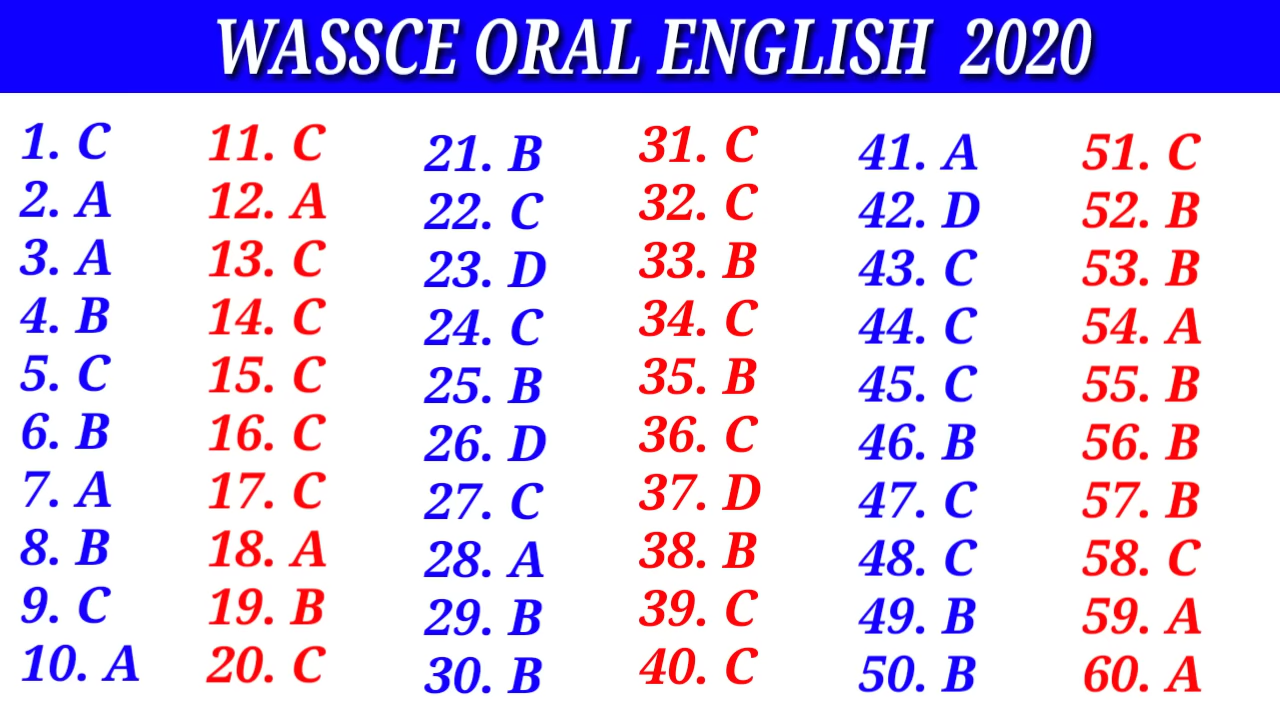 WASSCE ORAL ENGLISH 2020
1. C
2. A
3. A
4. B
5. C
6. B
7. A
8. B
9. C
10. A
11. C
12. A
13. C
14. C
15. C
16. C
17. C
18. A
19. B
20. C
21. B
22. C
23. D
24. C
25. B
26. D
27. C
28. A
29. B
30. B
31. C
32. C
33. B
34. C
35. B
36. C
37. D
38. B
39. C
40. C
41. A
42. D
43. C
44. C
45. C
46. B
47. C
48. C
49. B
50. B
51. C
52. B
53. B
54. A
55. B
56. B
57. B
58. C
59. A
60. A